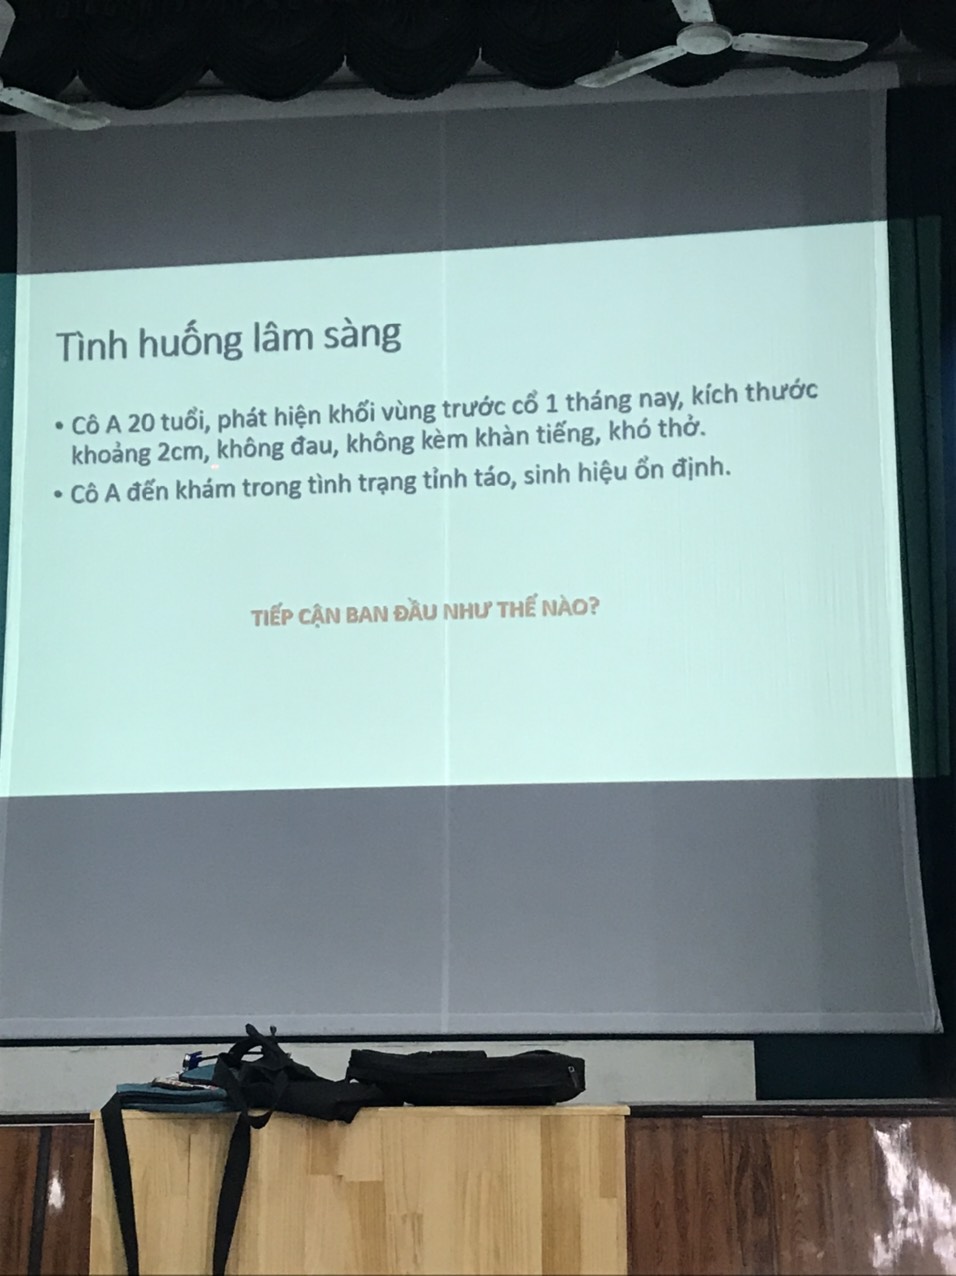 Tình huống lâm sàng
• Cô A 20 tuổi, phát hiện khối vùng trước cổ 1 tháng nay, kích thước
khoảng 2cm, không đau, không kèm khàn tiếng, khó thở.
• Cô A đến khám trong tình trạng tỉnh táo, sinh hiệu ổn định.
TIẾP CẬN BAN ĐẦU NHƯ THẾ NÀO?